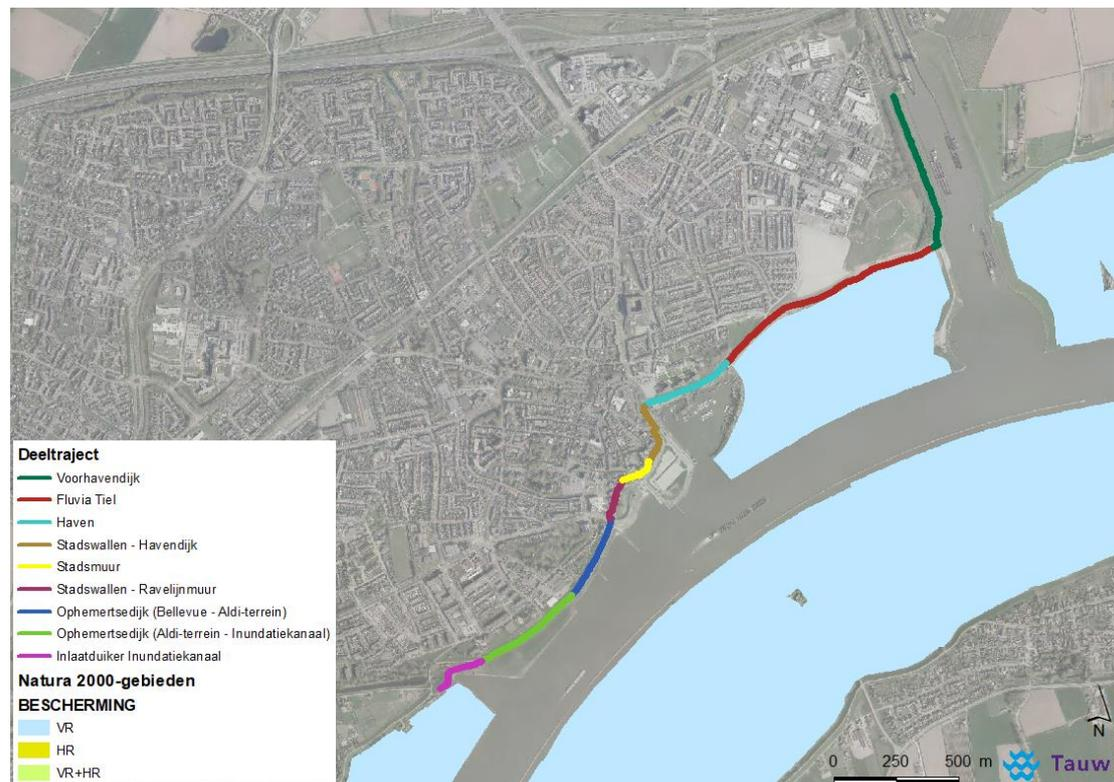 Deeltraject
Voorhavendijk
Fluvia Tiel
Haven
Stadswallen - Havendijk
Stadsmuur
Stadswallen - Ravelijnmuur
Ophemertsedijk (Bellevue - Aldi-terrein)
Ophemertsedijk (Aldi-terrein - Inundatiekanaal)
Inlaatduiker Inundatiekanaal
Natura 2000-gebieden
BESCHERMING
VR
HR
VR+HR
N
0 250 500 m
Tauw